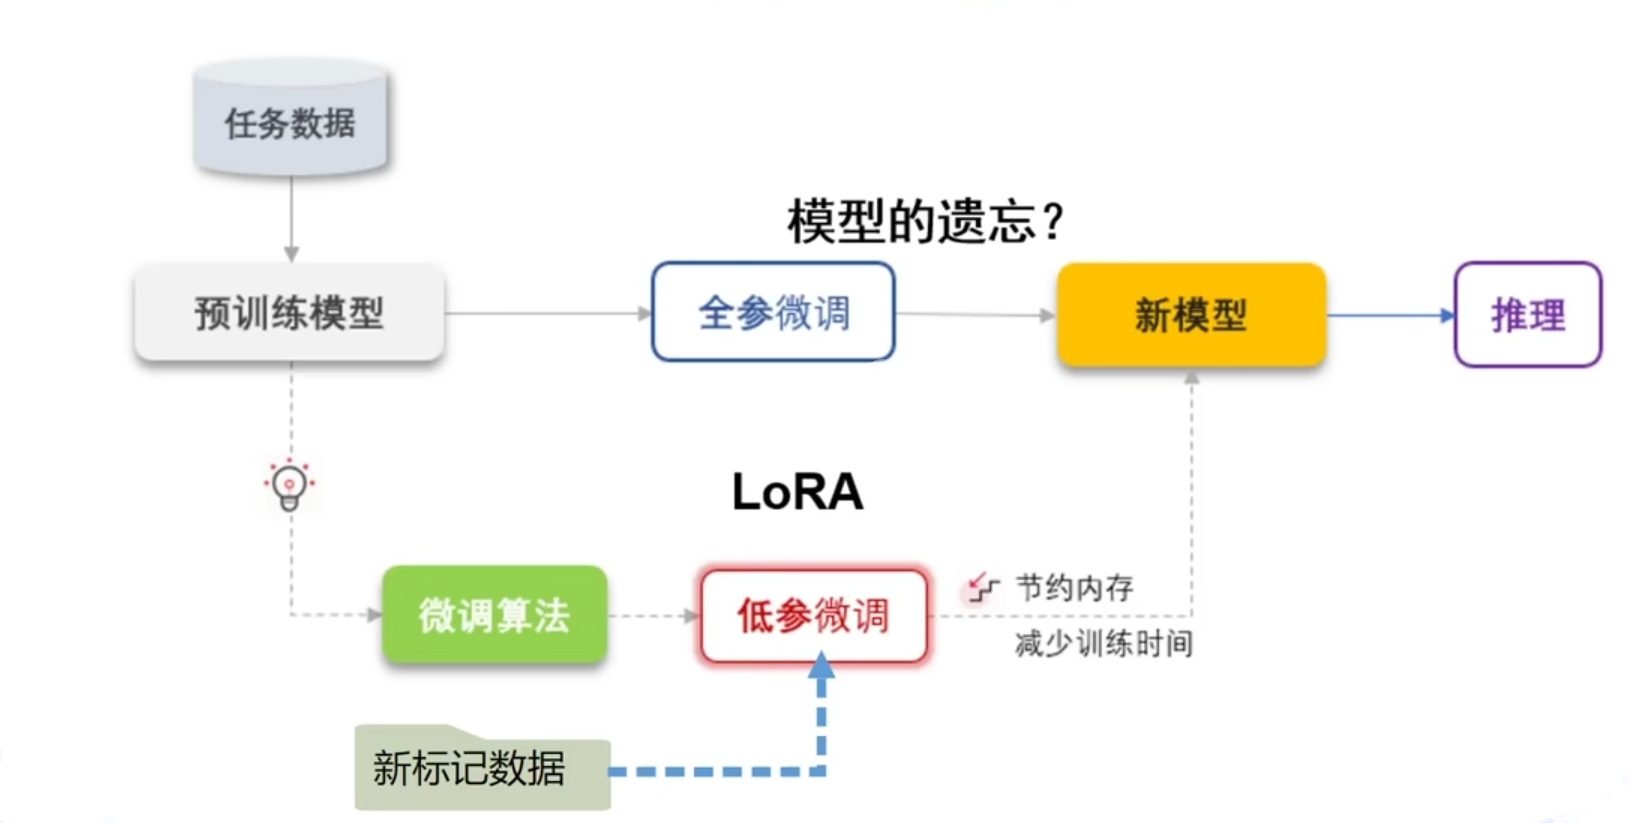 任务数据
模型的遗忘？
预训练模型
全参微调
新模型
推理
LoRA
微调算法
低参微调
节约内存
减少训练时间
新标记数据